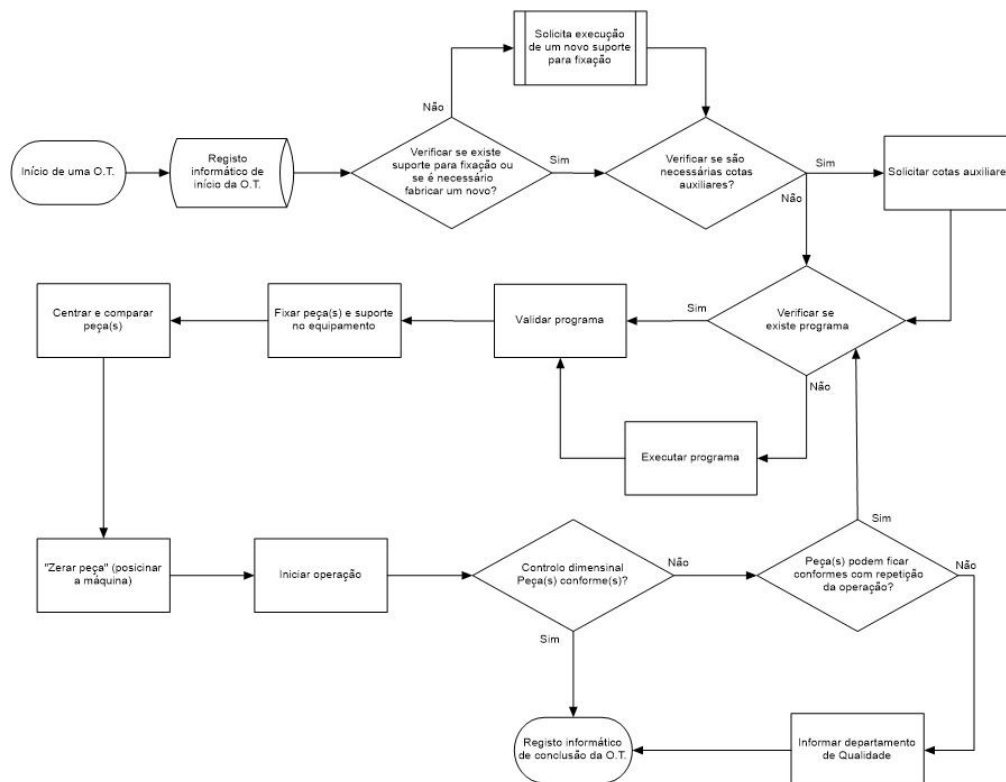 Solicita execução
de um novo suporte
para fixação
Não
Início de uma O.T.
Registo
informático de
início da O.T.
Verificar se existe
suporte para fixação ou
se é necessário
fabricar um novo?
Sim
Verificar se são
necessárias cotas
auxiliares?
Sim
Não
Solicitar cotas auxiliare
Centrar e comparar
peça(s)
Fixar peça(s) e suporte
no equipamento
Validar programa
Sim
Verificar se
existe programa
Não
Executar programa
Sim
"Zerar peça" (posicinar
a máquina)
Iniciar operação
Controlo dimensinal
Peça(s) conforme(s)?
Não
Sim
Peça(s) podem ficar
conformes com repetição
da operação?
Não
Registo informático
de conclusão da O.T.
Informar departamento
de Qualidade